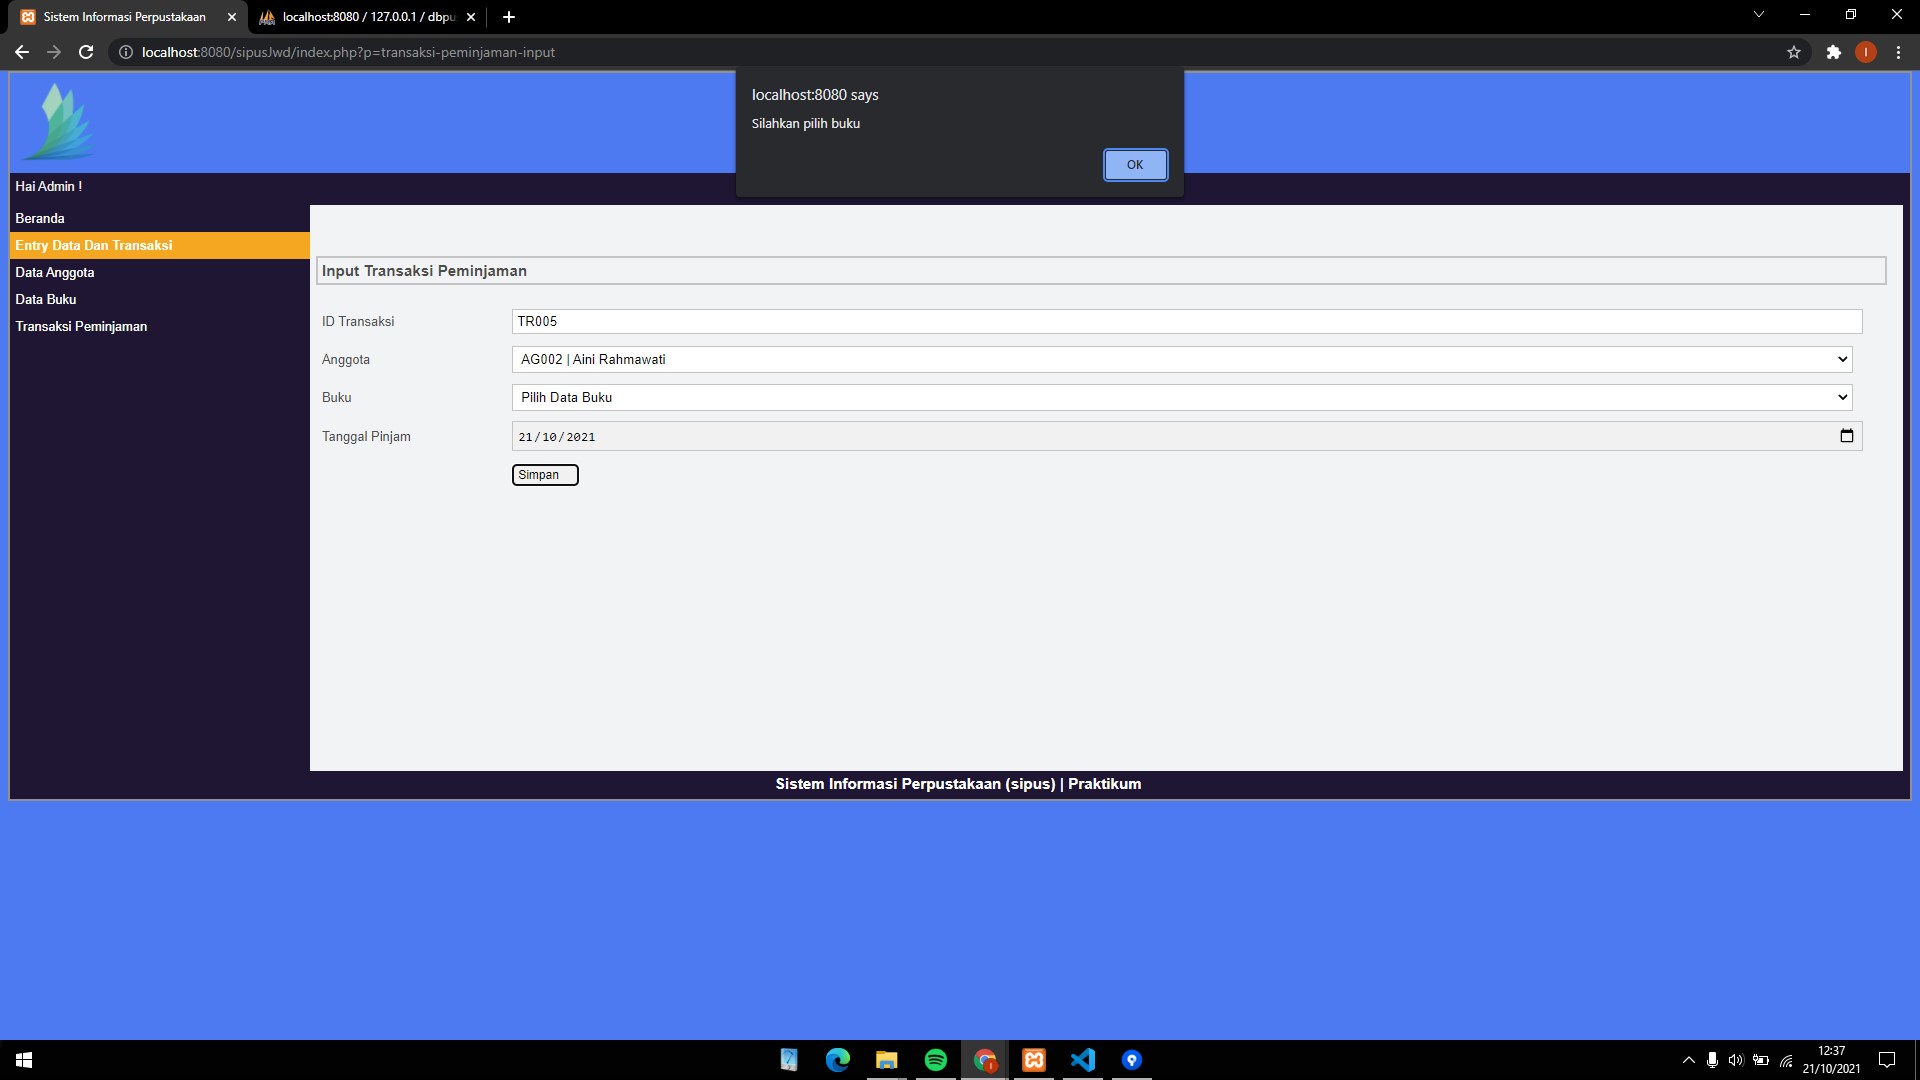 Sistem Informasi Perpustakaan
localhost:8080 / 127.0.0.1 / dbpu
localhost:8080/sipusJwd/index.php?p=transaksi-peminjaman-input
I
localhost:8080 says
Silahkan pilih buku
OK
Hai Admin !
Beranda
Entry Data Dan Transaksi
Data Anggota
Data Buku
Transaksi Peminjaman
Input Transaksi Peminjaman
ID Transaksi
TR005
Anggota
AG002 | Aini Rahmawati
Buku
Pilih Data Buku
Tanggal Pinjam
21/10/2021
Simpan
Sistem Informasi Perpustakaan (sipus) | Praktikum
12:37
21/10/2021